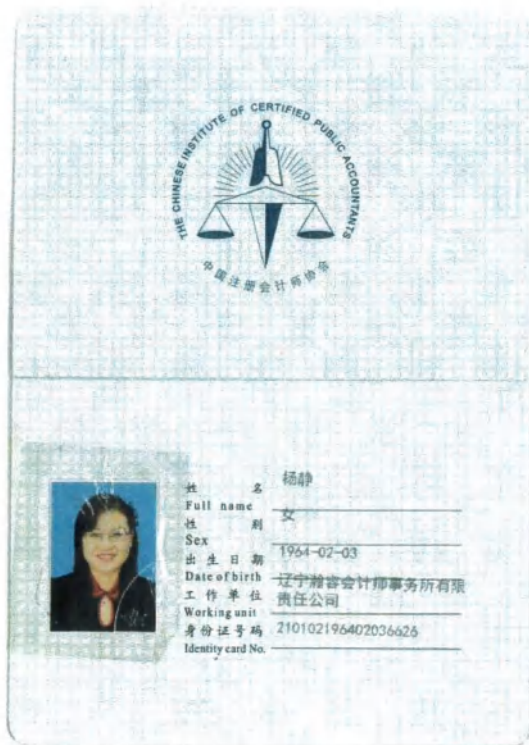 THE CHINESE INSTITUTE OF CERTIFIED PUBLIC ACCOUNTANTS
中国注册会计师协会
姓 名 杨静
Full name
性 别 女
Sex
出生日期 1964-02-03
Date of birth
工作单位 辽宁瀚容会计师事务所有限
责任公司
Working unit
身份证号码 210102196402036626
Identity card No.